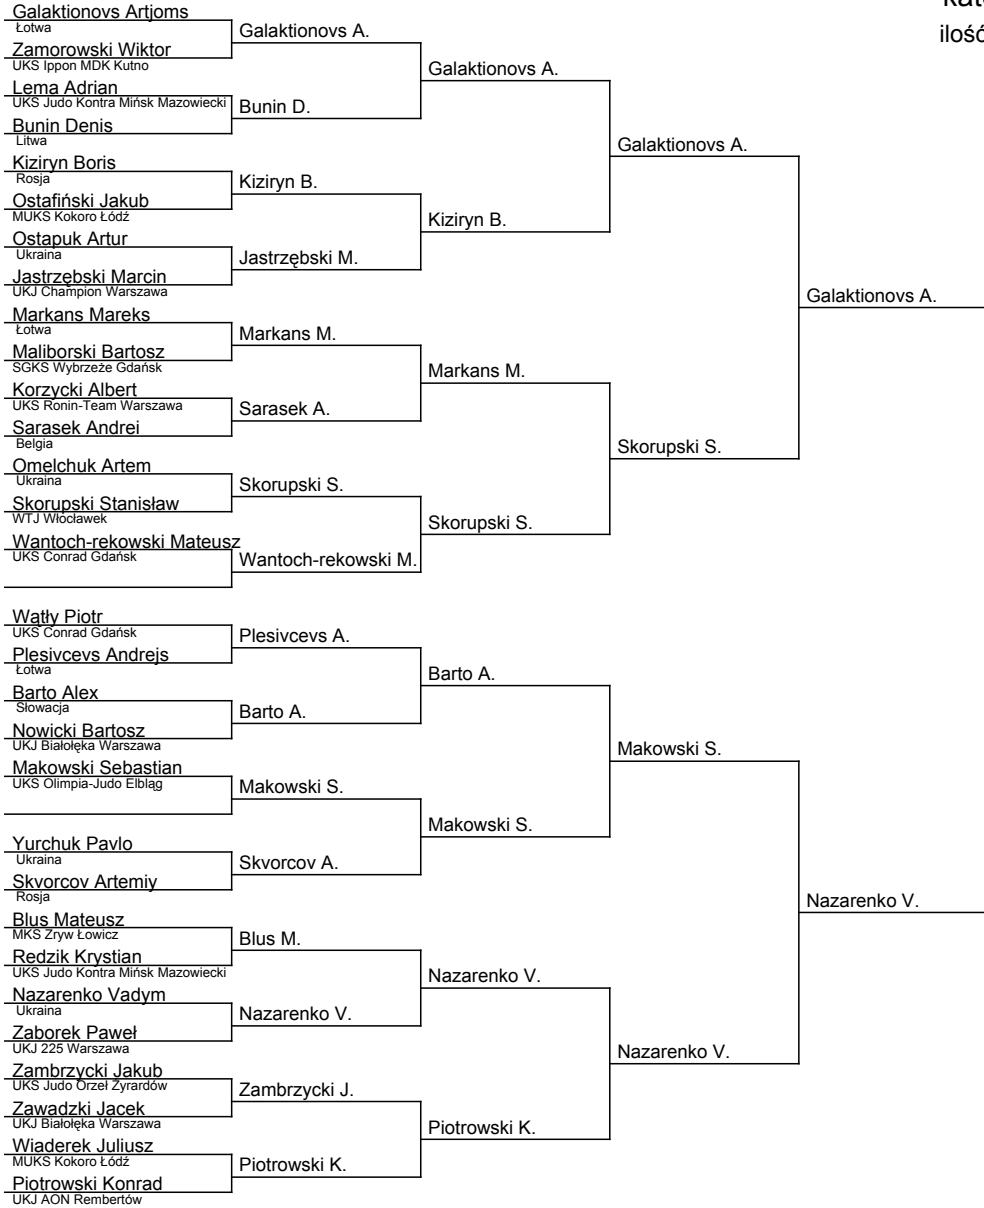 Galaktionovs Artjoms
Łotwa
Zamorowski Wiktor
UKS Ippon MDK Kutno
Lema Adrian
UKS Judo Kontra Mińsk Mazowiecki
Bunin Denis
Litwa
Kiziryn Boris
Rosja
Ostafiński Jakub
MUKS Kokoro Łódź
Ostapuk Artur
Ukraina
Jastrzębski Marcin
UKJ Champion Warszawa
Markans Mareks
Łotwa
Maliborski Bartosz
SGKS Wybrzeże Gdańsk
Korzycki Albert
UKS Ronin-Team Warszawa
Sarasek Andrei
Belgia
Omelchuk Artem
Ukraina
Skorupski Stanisław
WTJ Włocławek
Wantoch-rekowski Mateusz
UKS Conrad Gdańsk
Wątły Piotr
UKS Conrad Gdańsk
Plesivcevs Andrejs
Łotwa
Barto Alex
Słowacja
Nowicki Bartosz
UKJ Białołęka Warszawa
Makowski Sebastian
UKS Olimpia-Judo Elbląg
Yurchuk Pavlo
Ukraina
Skvorcov Artemiy
Rosja
Blus Mateusz
MKS Zryw Łowicz
Redzik Krystian
UKS Judo Kontra Mińsk Mazowiecki
Nazarenko Vadym
Ukraina
Zaborek Paweł
UKJ 225 Warszawa
Zambrzycki Jakub
UKS Judo Orzeł Żyrardów
Zawadzki Jacek
UKJ Białołęka Warszawa
Wiaderek Juliusz
MUKS Kokoro Łódź
Piotrowski Konrad
UKJ AON Rembertów
Galaktionovs A.
Bunin D.
Kiziryn B.
Jastrzębski M.
Markans M.
Sarasek A.
Skorupski S.
Wantoch-rekowski M.
Plesivcevs A.
Barto A.
Makowski S.
Skvorcov A.
Blus M.
Nazarenko V.
Zambrzycki J.
Piotrowski K.
Galaktionovs A.
Kiziryn B.
Markans M.
Skorupski S.
Barto A.
Makowski S.
Nazarenko V.
Piotrowski K.
Galaktionovs A.
Skorupski S.
Makowski S.
Nazarenko V.
Galaktionovs A.
Nazarenko V.
ilość